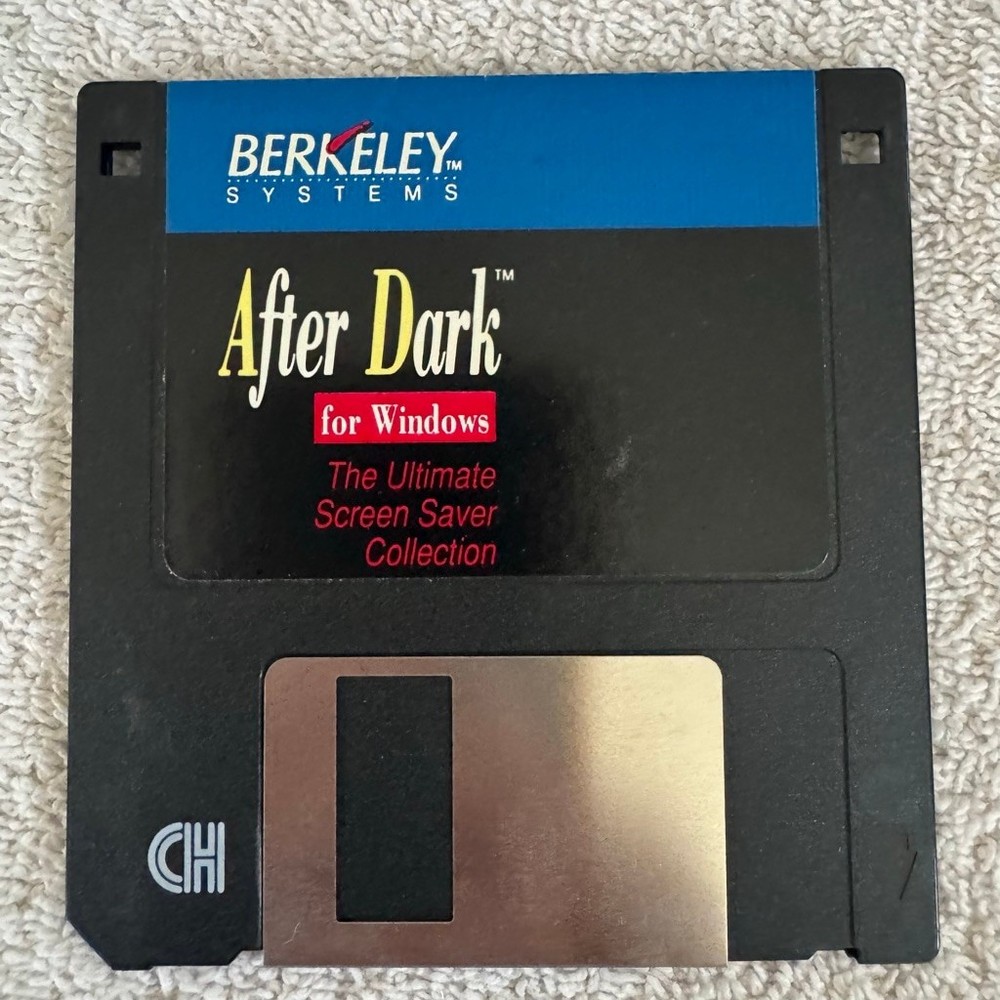 BERKELEY™
SYSTEMS
After Dark™
for Windows
The Ultimate
Screen Saver
Collection
CH